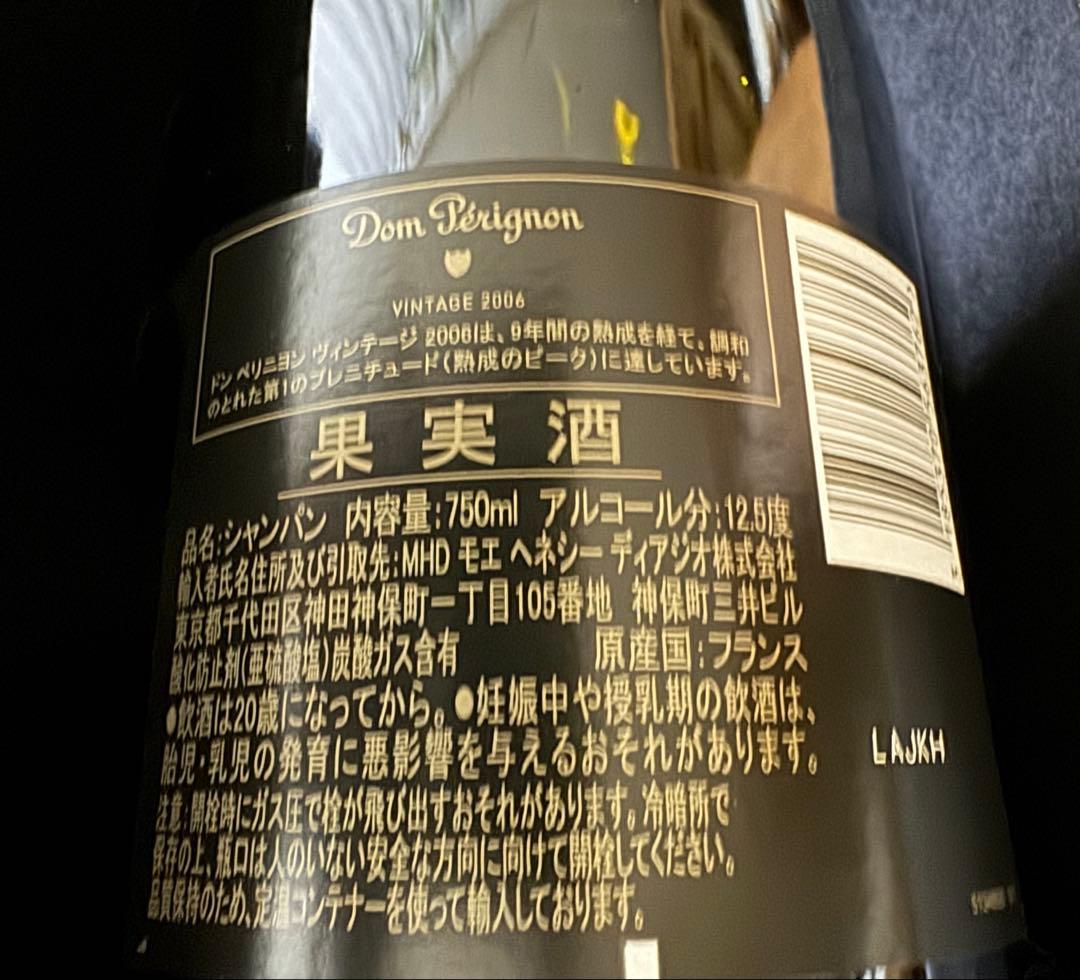 Dom Pérignon
VINTAGE 2006
ドン ペリニヨン ヴィンテージ 2006は、9年間の熟成を経て、調和
のとれた第1のプレニチュード(熟成のピーク)に達しています。
果実酒
品名:シャンパン 内容量:750ml アルコール分:12.5度
輸入者氏名住所及び引取先:MHD モエ ヘネシー ディアジオ株式会社
東京都千代田区神田神保町一丁目105番地 神保町三井ビル
酸化防止剤(亜硫酸塩)炭酸ガス含有 原産国:フランス
●飲酒は20歳になってから。●妊娠中や授乳期の飲酒は、
胎児・乳児の発育に悪影響を与えるおそれがあります。
注意:開栓時にガス圧で栓が飛び出すおそれがあります。冷暗所で
保存の上、瓶口は人のいない安全な方向に向けて開栓してください。
品質保持のため、定温コンテナーを使って輸入しております。
LAJKH